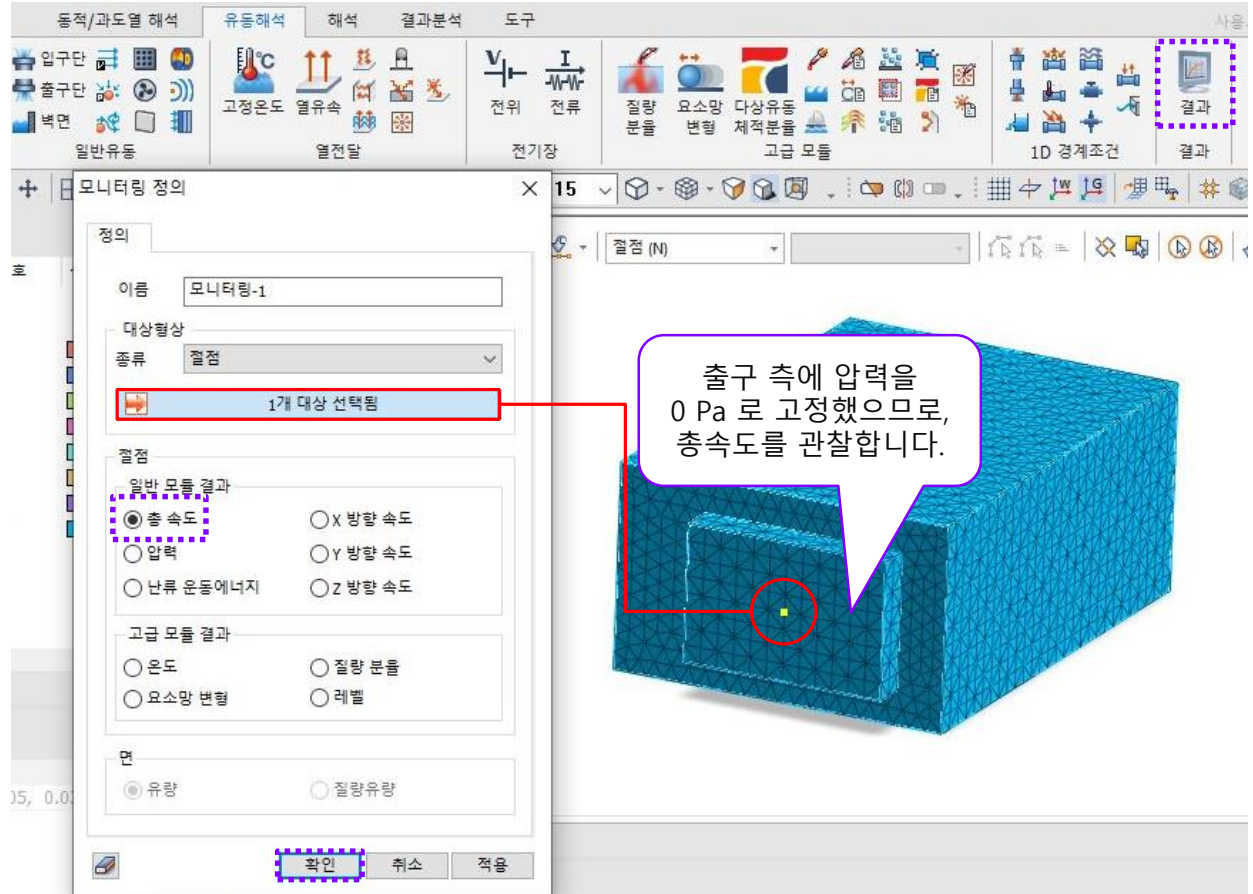 동적/과도열 해석 유동해석 해석 결과분석 도구
입구단
출구단
벽면
고정온도 열유속
전위 전류
질량 분율
요소망 변형
다상유동 체적분율
결과
일반유동 열전달 전기장 고급 모듈 1D 경계조건 결과
모니터링 정의
15
정의
절점 (N)
호
이름 모니터링-1
대상형상
종류 절점
1개 대상 선택됨
출구 측에 압력을
0 Pa 로 고정했으므로,
총속도를 관찰합니다.
절점
일반 모듈 결과
총 속도 X 방향 속도
압력 Y 방향 속도
난류 운동에너지 Z 방향 속도
고급 모듈 결과
온도 질량 분율
요소망 변형 레벨
면
유량 질량유량
확인 취소 적용